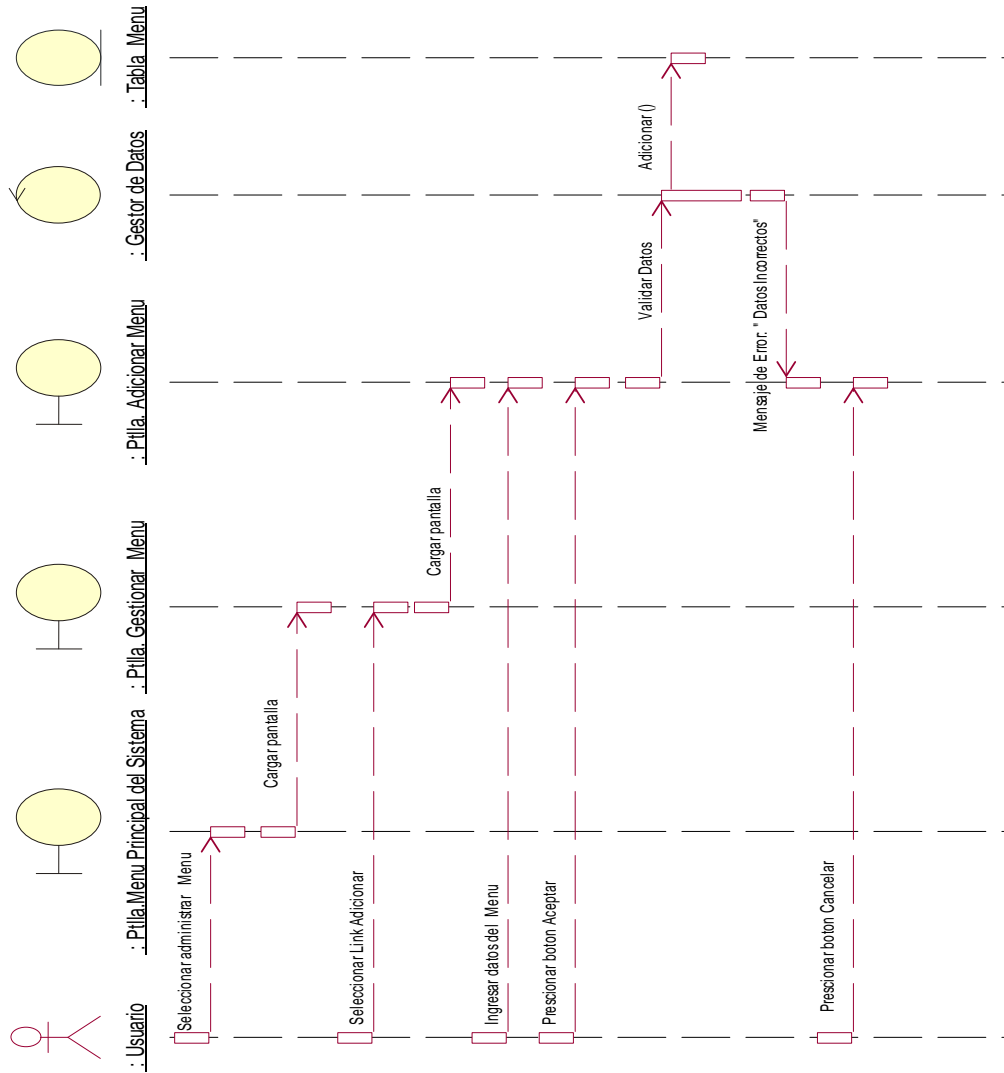 : Usuario
: Ptlla.Menu Principal del Sistema
: Ptlla. Gestionar Menu
: Ptlla. Adicionar Menu
: Gestor de Datos
: Tabla Menu
Seleccionar administrar Menu
Cargar pantalla
Seleccionar Link Adicionar
Cargar pantalla
Ingresar datos del Menu
Prescionar boton Aceptar
Validar Datos
Adicionar ()
Mensaje de Error: " Datos Incorrectos"
Prescionar boton Cancelar